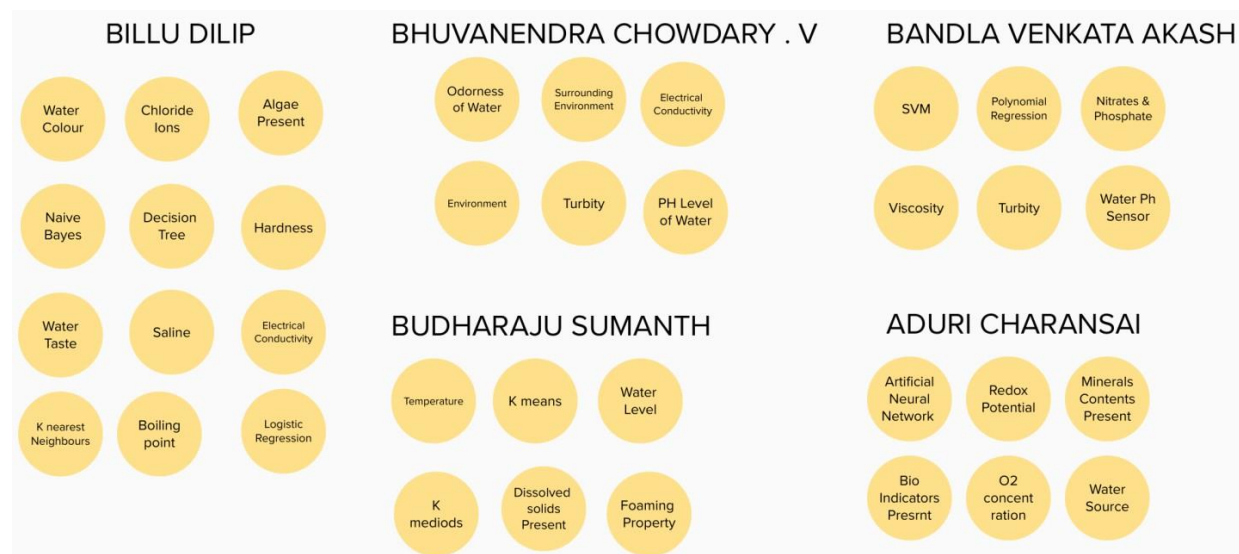 BILLU DILIP
Water
Colour
Chloride
Ions
Algae
Present
Naive
Bayes
Decision
Tree
Hardness
Water
Taste
Saline
Electrical
Conductivity
K nearest
Neighbours
Boiling
point
Logistic
Regression
BHUVANENDRA CHOWDARY . V
Odorness
of Water
Surrounding
Environment
Electrical
Conductivity
Environment
Turbity
PH Level
of Water
BANDLA VENKATA AKASH
SVM
Polynomial
Regression
Nitrates &
Phosphate
Viscosity
Turbity
Water Ph
Sensor
BUDHARAJU SUMANTH
Temperature
K means
Water
Level
K
mediods
Dissolved
solids
Present
Foaming
Property
ADURI CHARANSAI
Artificial
Neural
Network
Redox
Potential
Minerals
Contents
Present
Bio
Indicators
Presrnt
O2
concent
ration
Water
Source